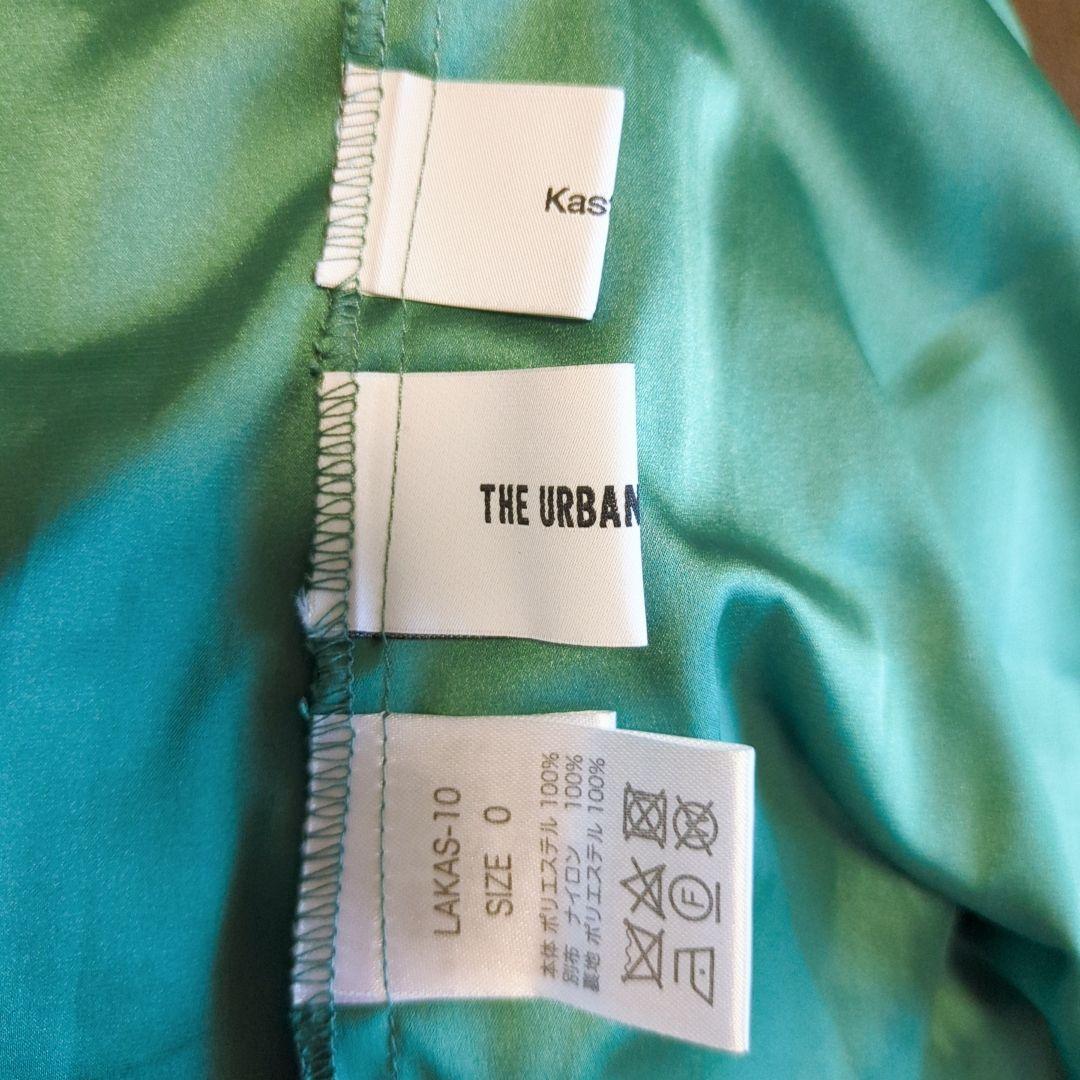 Kas
THE URBAN
LAKAS-10
SIZE 0
本体 ポリエステル 100%
別布 ナイロン 100%
裏地 ポリエステル 100%
F